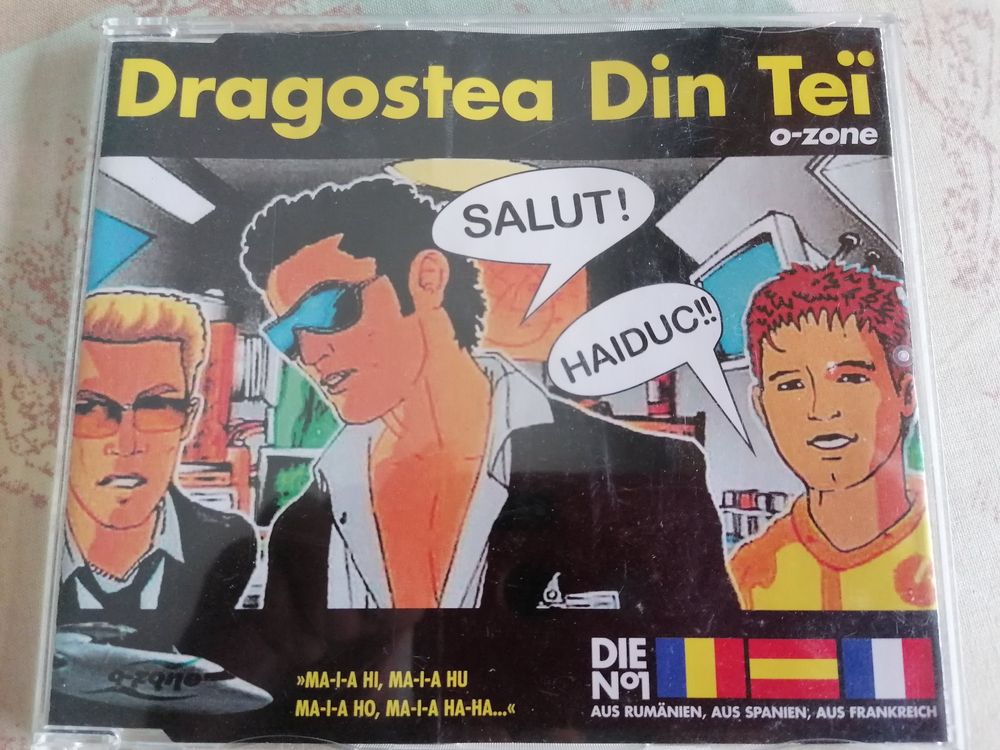 Dragostea Din Teï
o-zone
SALUT!
HAIDUC!!
o-zone
»MA-I-A HI, MA-I-A HU
MA-I-A HO, MA-I-A HA-HA...«
DIE
Nº1
AUS RUMÄNIEN, AUS SPANIEN, AUS FRANKREICH